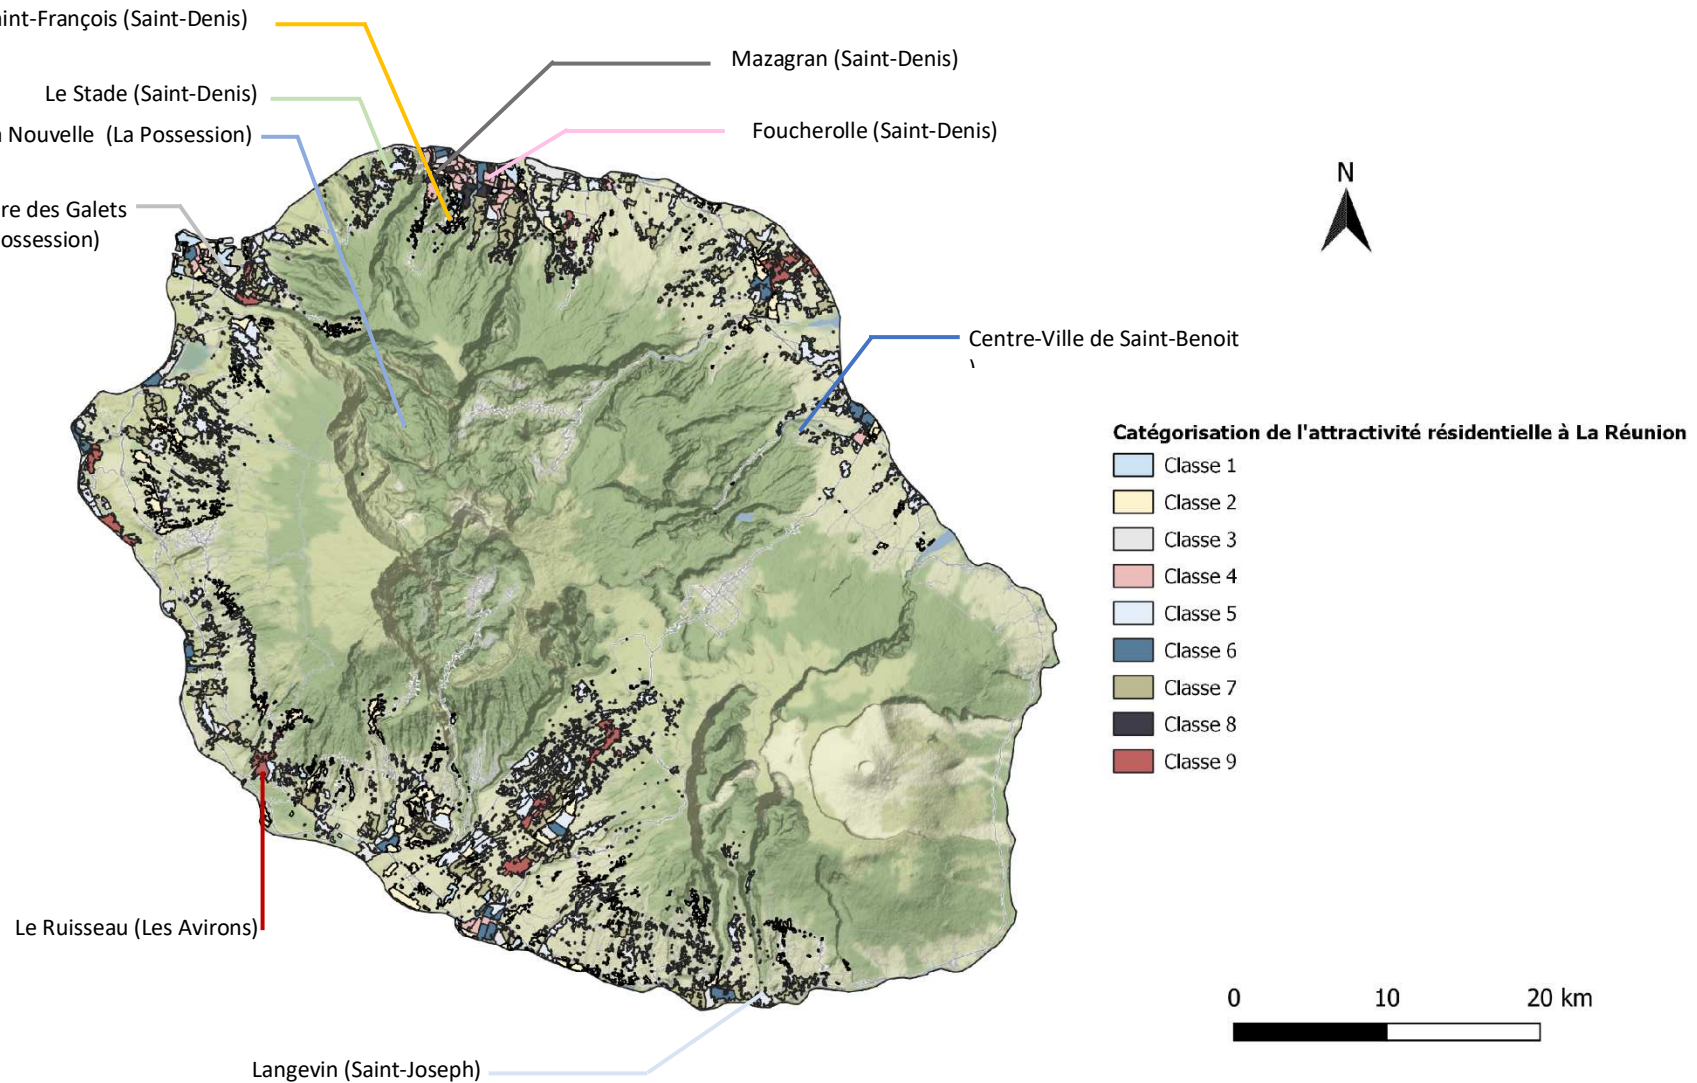 int-François (Saint-Denis)
Mazagran (Saint-Denis)
Le Stade (Saint-Denis)
Nouvelle (La Possession)
Foucherolle (Saint-Denis)
re des Galets
ossession)
N
Centre-Ville de Saint-Benoit
Catégorisation de l'attractivité résidentielle à La Réunion
Classe 1
Classe 2
Classe 3
Classe 4
Classe 5
Classe 6
Classe 7
Classe 8
Classe 9
Le Ruisseau (Les Avirons)
0 10 20 km
Langevin (Saint-Joseph)